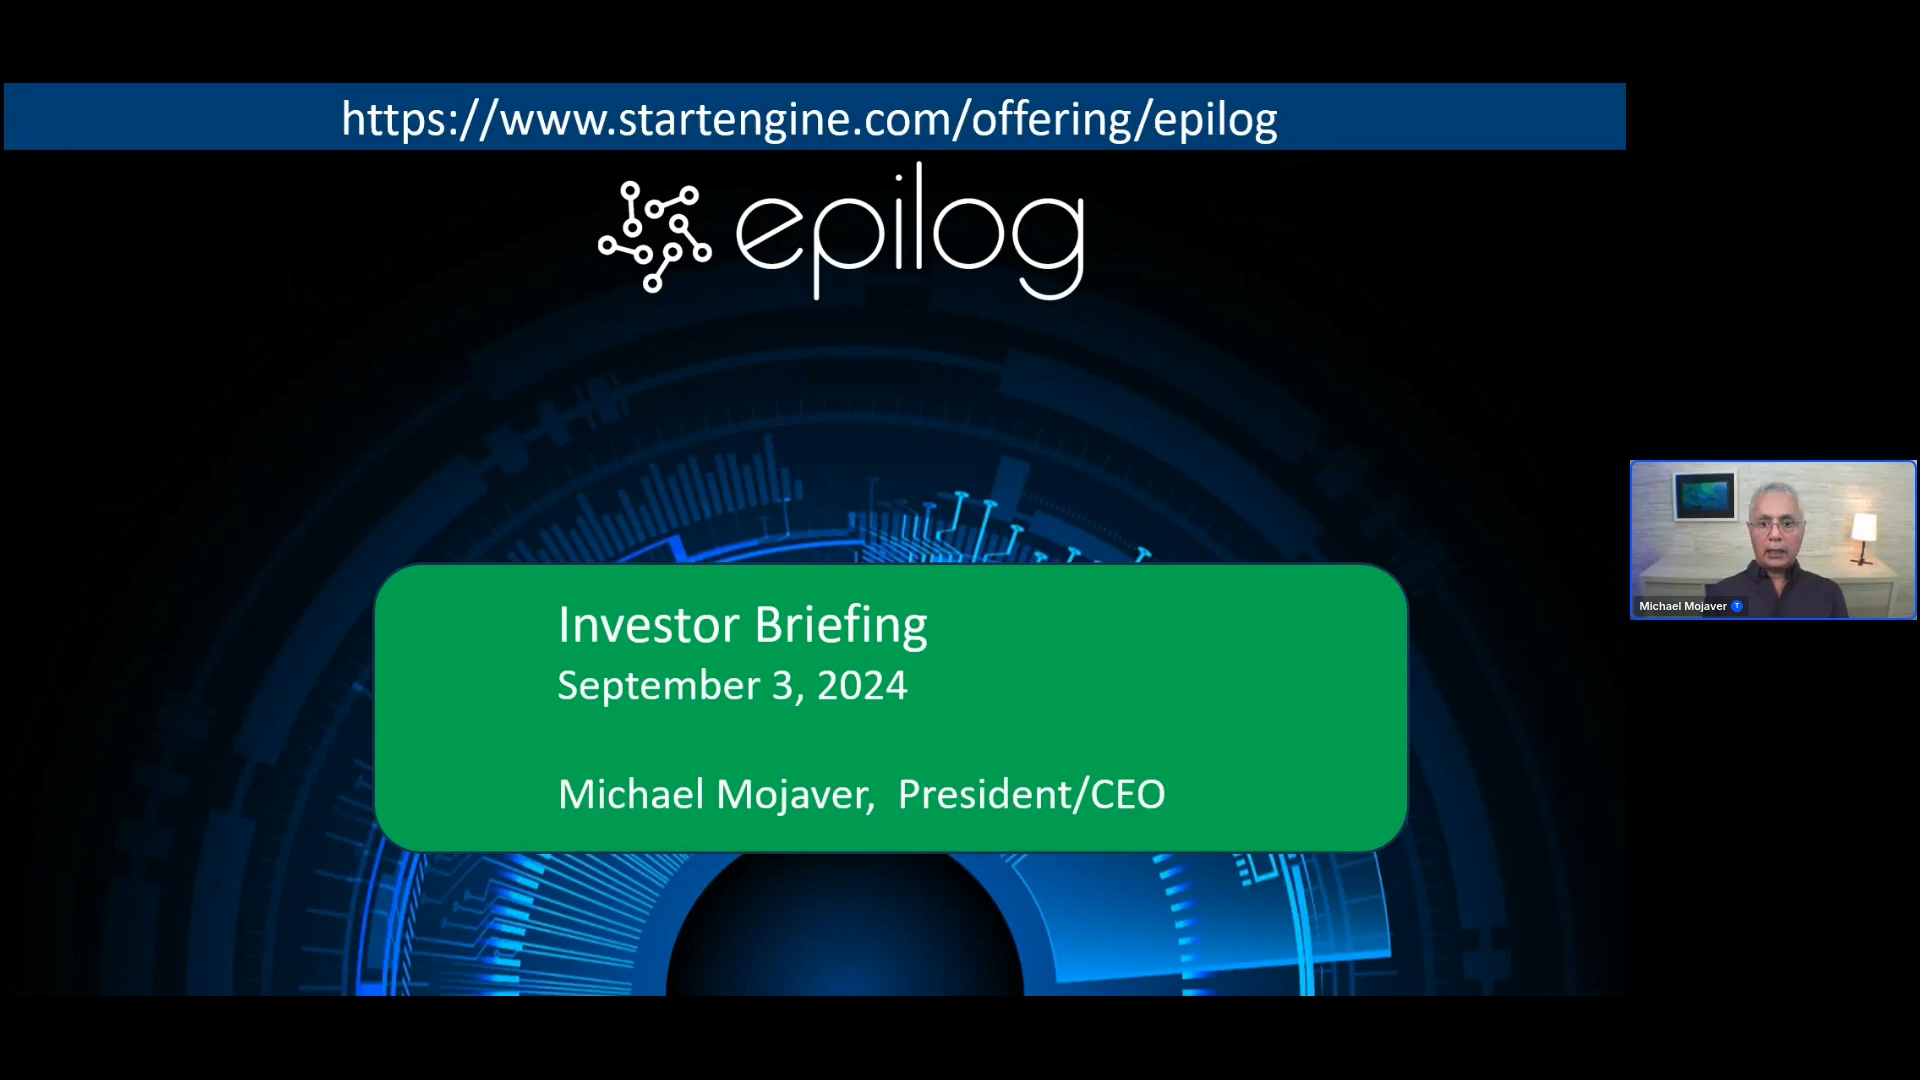 https://www.startengine.com/offering/epilog
epilog
Investor Briefing
September 3, 2024
Michael Mojaver, President/CEO
Michael Mojaver T